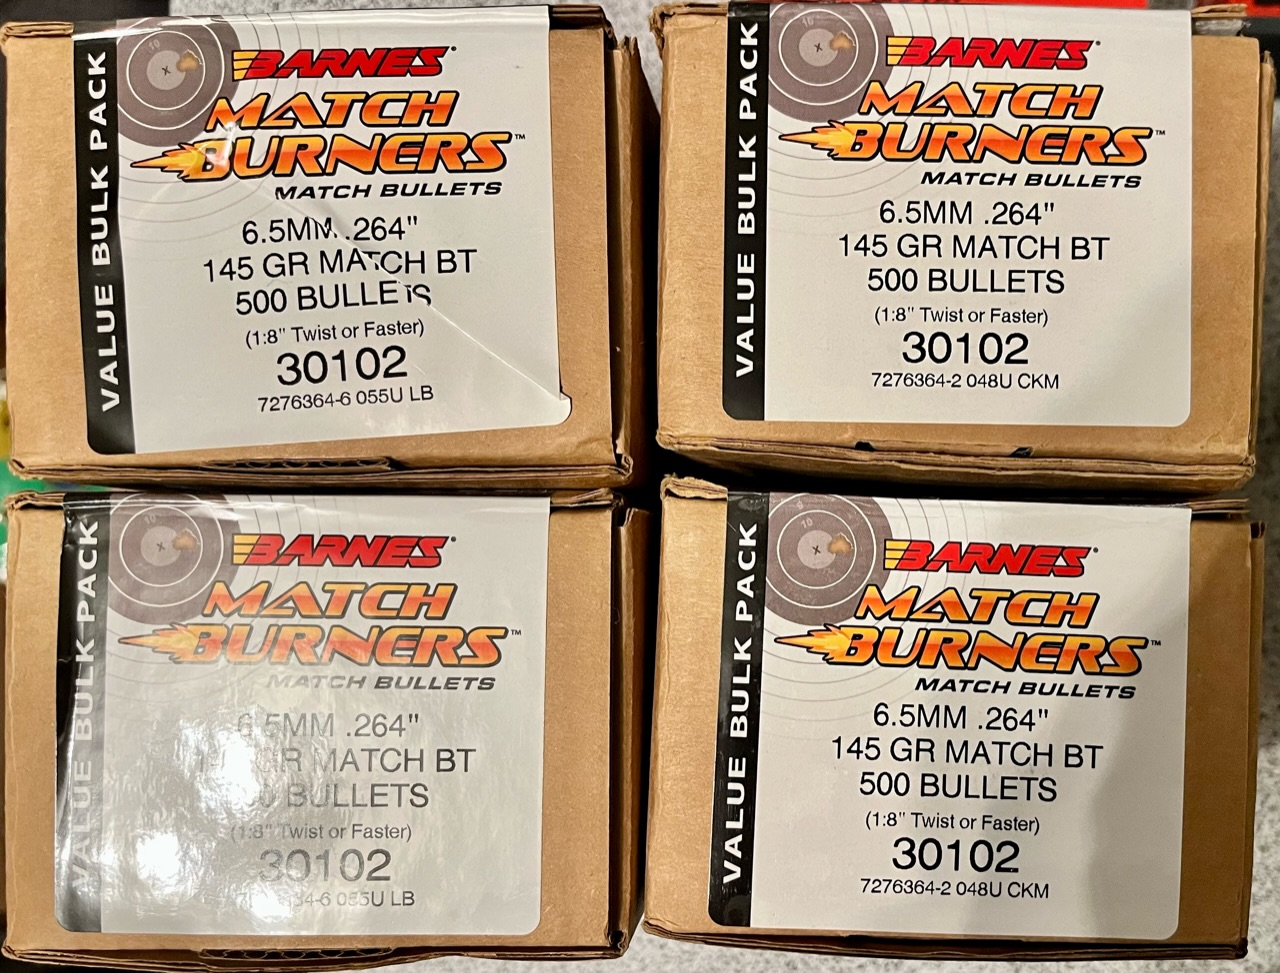 VALUE BULK PACK
BARNES
MATCH
BURNERS™
MATCH BULLETS
6.5MM .264"
145 GR MATCH BT
500 BULLETS
(1:8" Twist or Faster)
30102
7276364-6 055U LB
VALUE BULK PACK
BARNES
MATCH
BURNERS™
MATCH BULLETS
6.5MM .264"
145 GR MATCH BT
500 BULLETS
(1:8" Twist or Faster)
30102
7276364-2 048U CKM
VALUE BULK PACK
BARNES
MATCH
BURNERS™
MATCH BULLETS
6.5MM .264"
MATCH BT
BULLETS
(1:8" Twist or Faster)
30102
055U LB
VALUE BULK PACK
BARNES
MATCH
BURNERS™
MATCH BULLETS
6.5MM .264"
145 GR MATCH BT
500 BULLETS
(1:8" Twist or Faster)
30102
7276364-2 048U CKM